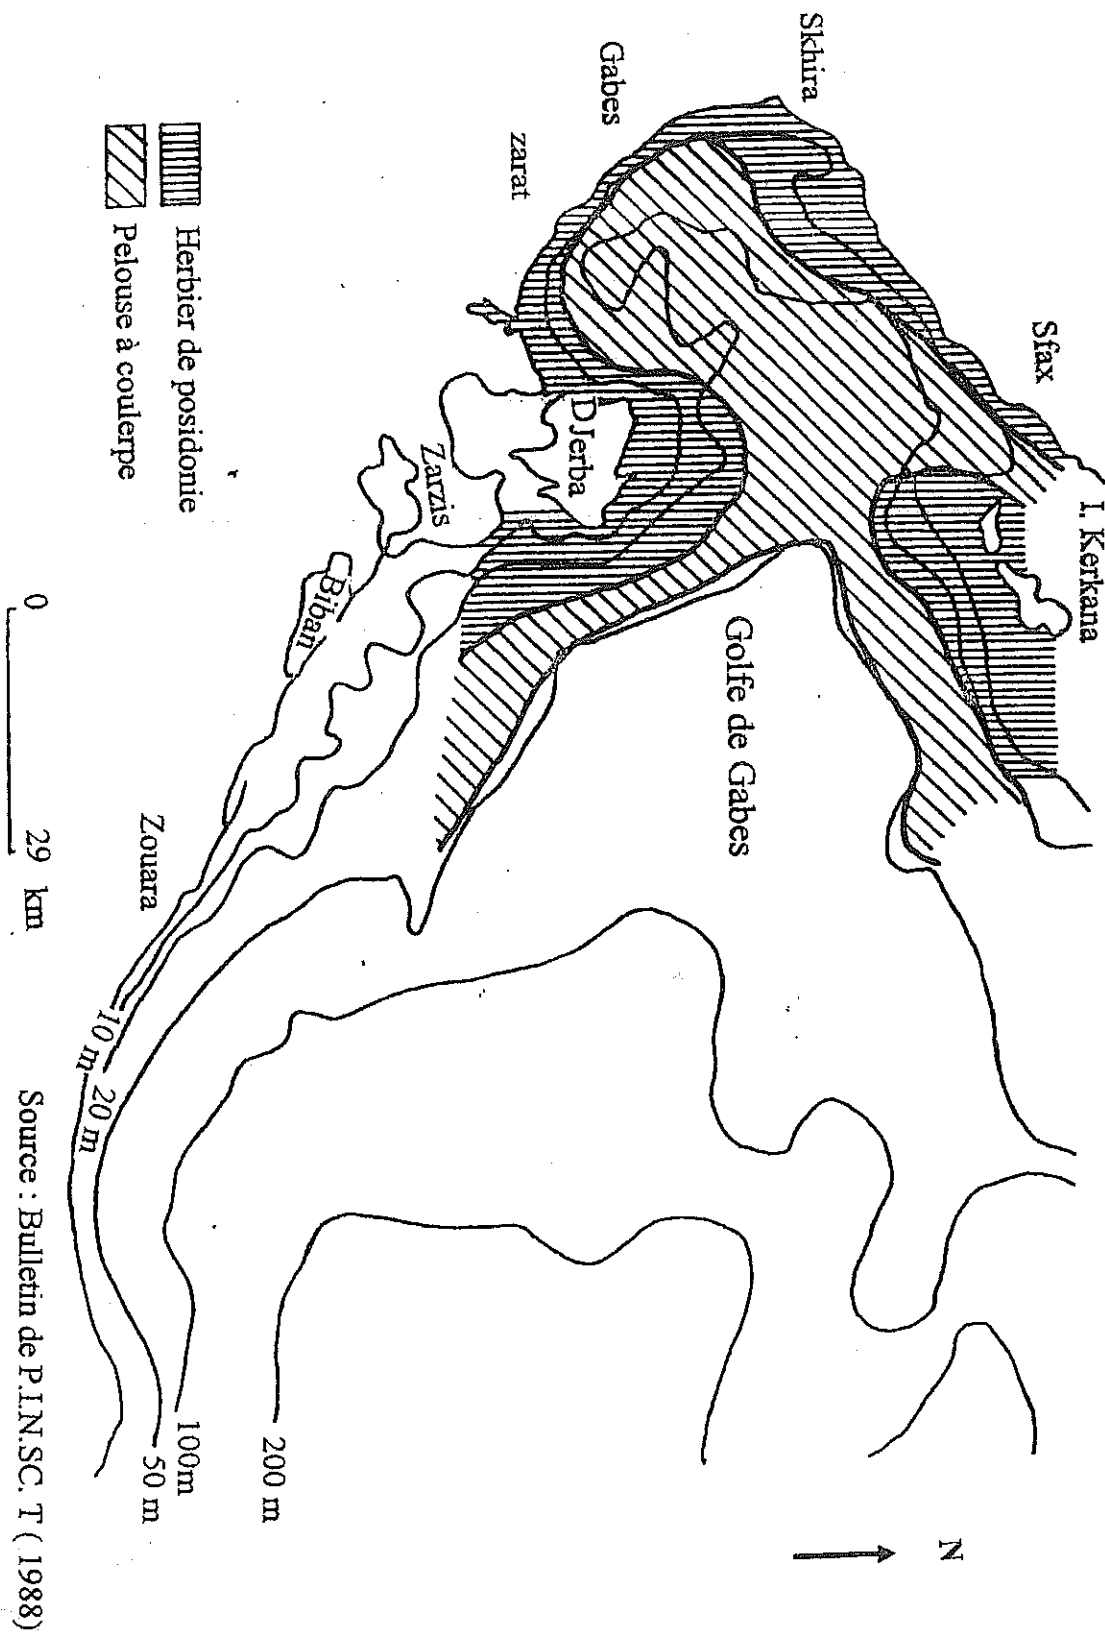 Skhira
Gabes
zarat
Sfax
I. Kerkana
DJerba
Zarzis
Biban
Golfe de Gabes
Zouara
10 m
20 m
50 m
100m
200 m
N
Herbier de posidonie
Pelouse à coulerpe
0 29 km
Source : Bulletin de P.I.N.SC. T ( 1988)